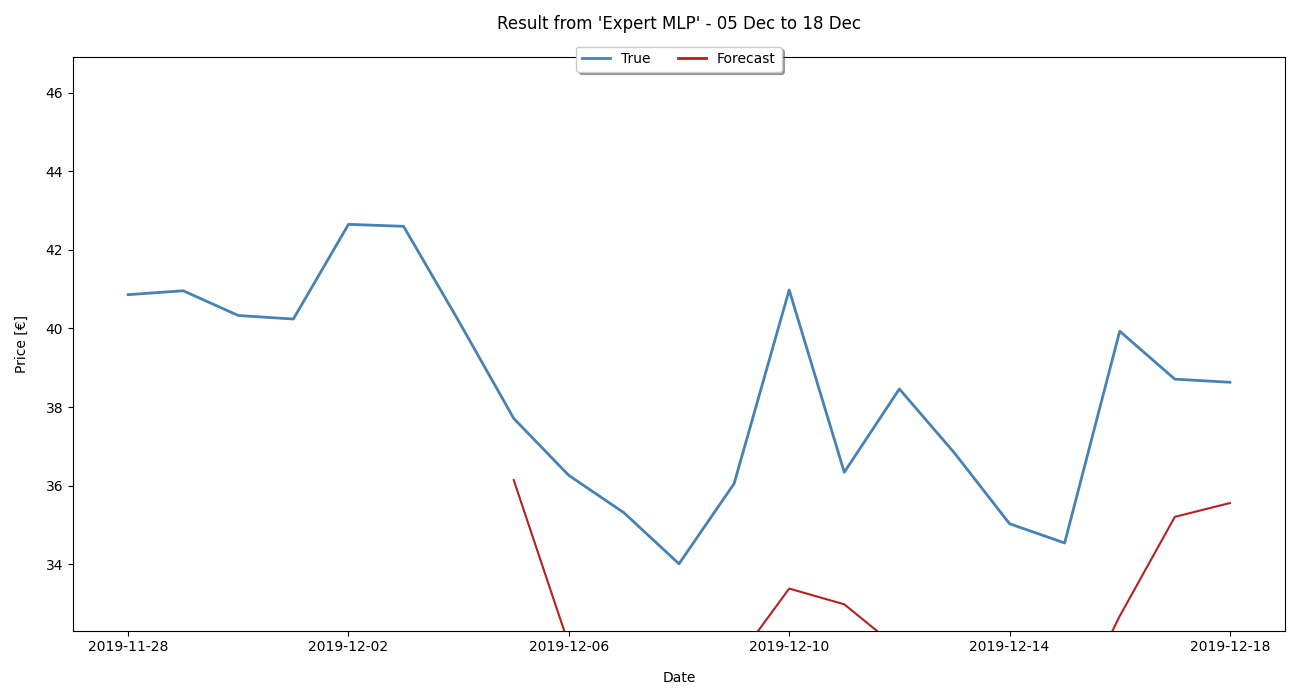 Result from 'Expert MLP' - 05 Dec to 18 Dec
True Forecast
46
44
42
40
38
36
34
Price [€]
2019-11-28 2019-12-02 2019-12-06 2019-12-10 2019-12-14 2019-12-18
Date